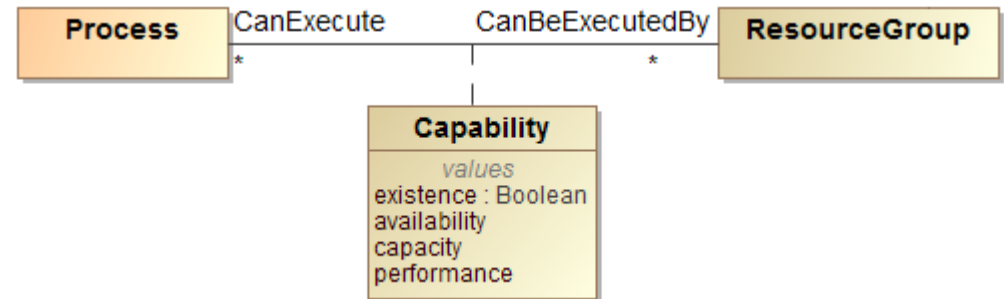 Process
CanExecute
CanBeExecutedBy
ResourceGroup
*
*
Capability
values
existence : Boolean
availability
capacity
performance